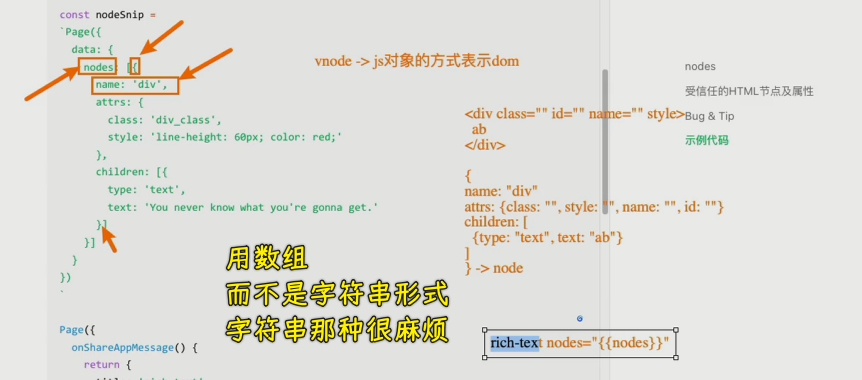 const nodeSnip =
`Page({
data: {
nodes: [{
name: 'div',
attrs: {
class: 'div_class',
style: 'line-height: 60px; color: red;'
},
children: [{
type: 'text',
text: 'You never know what you're gonna get.'
}]
}]
}
})
`
Page({
onShareAppMessage() {
return {
vnode -> js对象的方式表示dom
<div class="" id="" name="" style>
ab
</div>
{
name: "div"
attrs: {class: "", style: "", name: "", id: ""}
children: [
{type: "text", text: "ab"}
]
} -> node
用数组
而不是字符串形式
字符串那种很麻烦
rich-text nodes="{{nodes}}"
nodes
受信任的HTML节点及属性
Bug & Tip
示例代码